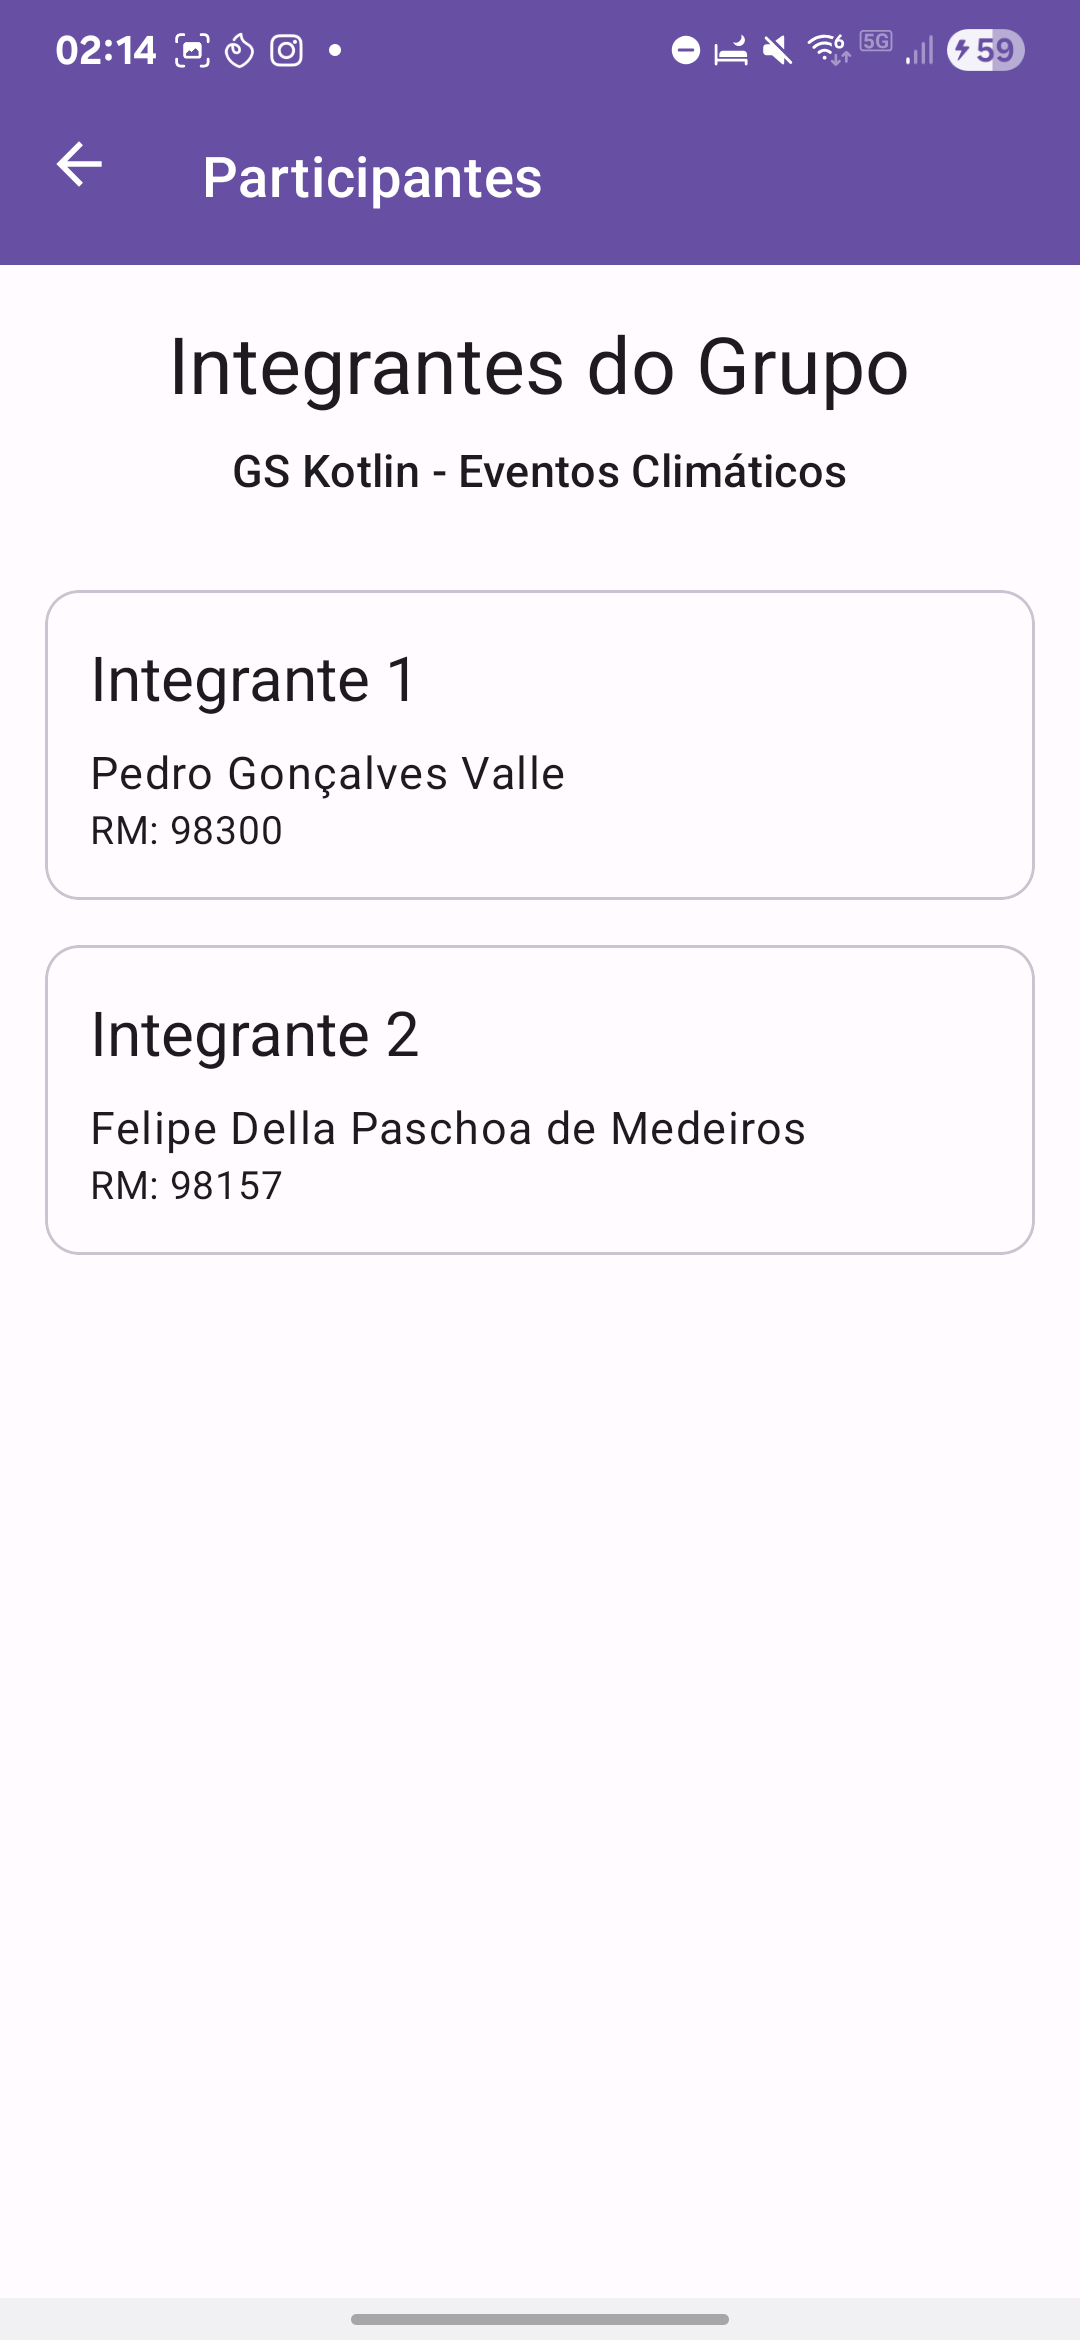 02:14
6
5G
59
Participantes
Integrantes do Grupo
GS Kotlin - Eventos Climáticos
Integrante 1
Pedro Gonçalves Valle
RM: 98300
Integrante 2
Felipe Della Paschoa de Medeiros
RM: 98157